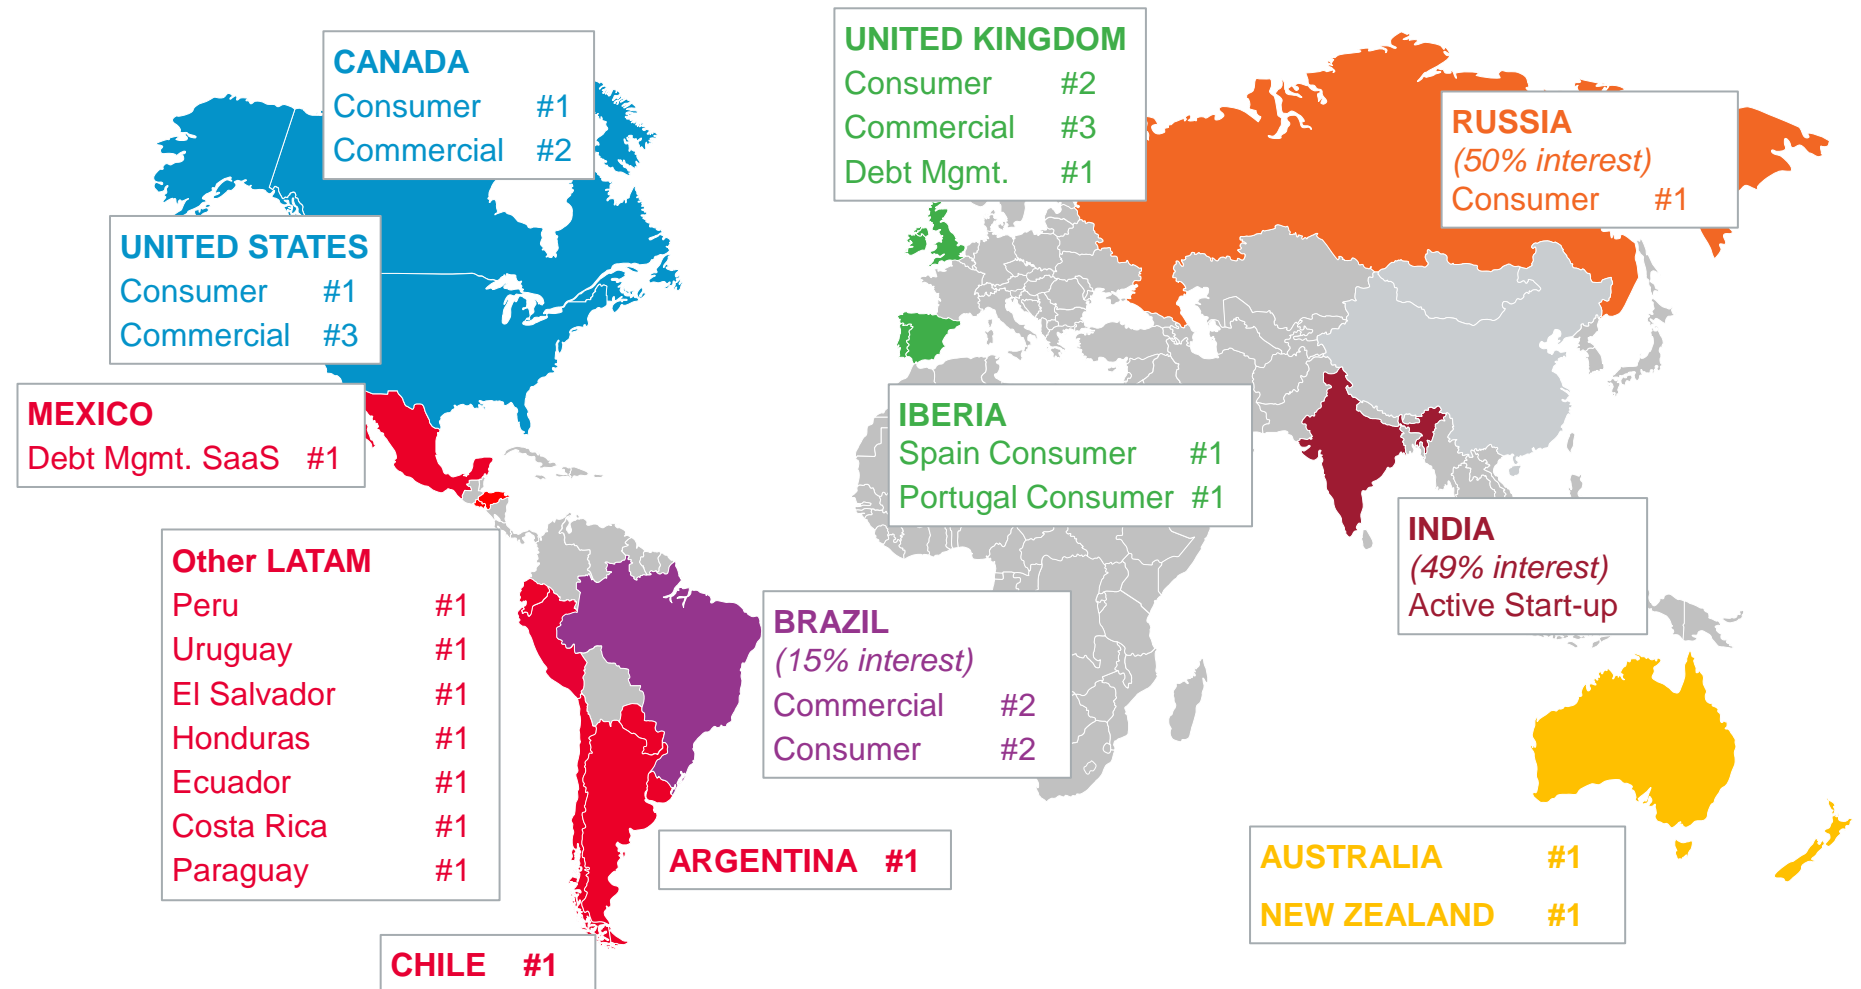 CANADA
Consumer #1
Commercial #2
UNITED STATES
Consumer #1
Commercial #3
MEXICO
Debt Mgmt. SaaS #1
Other LATAM
Peru #1
Uruguay #1
El Salvador #1
Honduras #1
Ecuador #1
Costa Rica #1
Paraguay #1
CHILE #1
ARGENTINA #1
BRAZIL
(15% interest)
Commercial #2
Consumer #2
UNITED KINGDOM
Consumer #2
Commercial #3
Debt Mgmt. #1
IBERIA
Spain Consumer #1
Portugal Consumer #1
RUSSIA
(50% interest)
Consumer #1
INDIA
(49% interest)
Active Start-up
AUSTRALIA #1
NEW ZEALAND #1